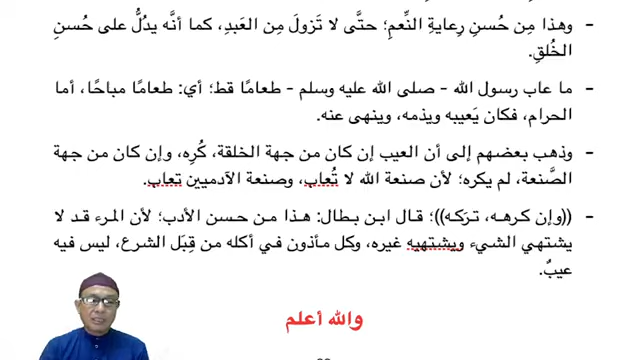 - وهذا مِن حُسنِ رِعايةِ النِّعمِ؛ حتَّى لا تَزولَ مِن العَبدِ، كما أنَّه يدُلُّ على حُسنِ
الخُلقِ.
- ما عاب رسول الله - صلى الله عليه وسلم - طعامًا قط؛ أي: طعامًا مباحًا، أما
الحرام، فكان يَعيبه ويذمه، وينهى عنه.
- وذهب بعضهم إلى أن العيب إن كان من جهة الخلقة، كُرِه، وإن كان من جهة
الصَّنعة، لم يكره؛ لأن صنعة الله لا تُعاب، وصنعة الآدميين تعاب.
- ((وإن كرهه، تركه))؛ قال ابن بطال: هذا من حسن الأدب؛ لأن المرء قد لا
يشتهي الشيء ويشتهيه غيره، وكل مأذون في أكله من قِبَل الشرع، ليس فيه
عيبٌ.
والله أعلم